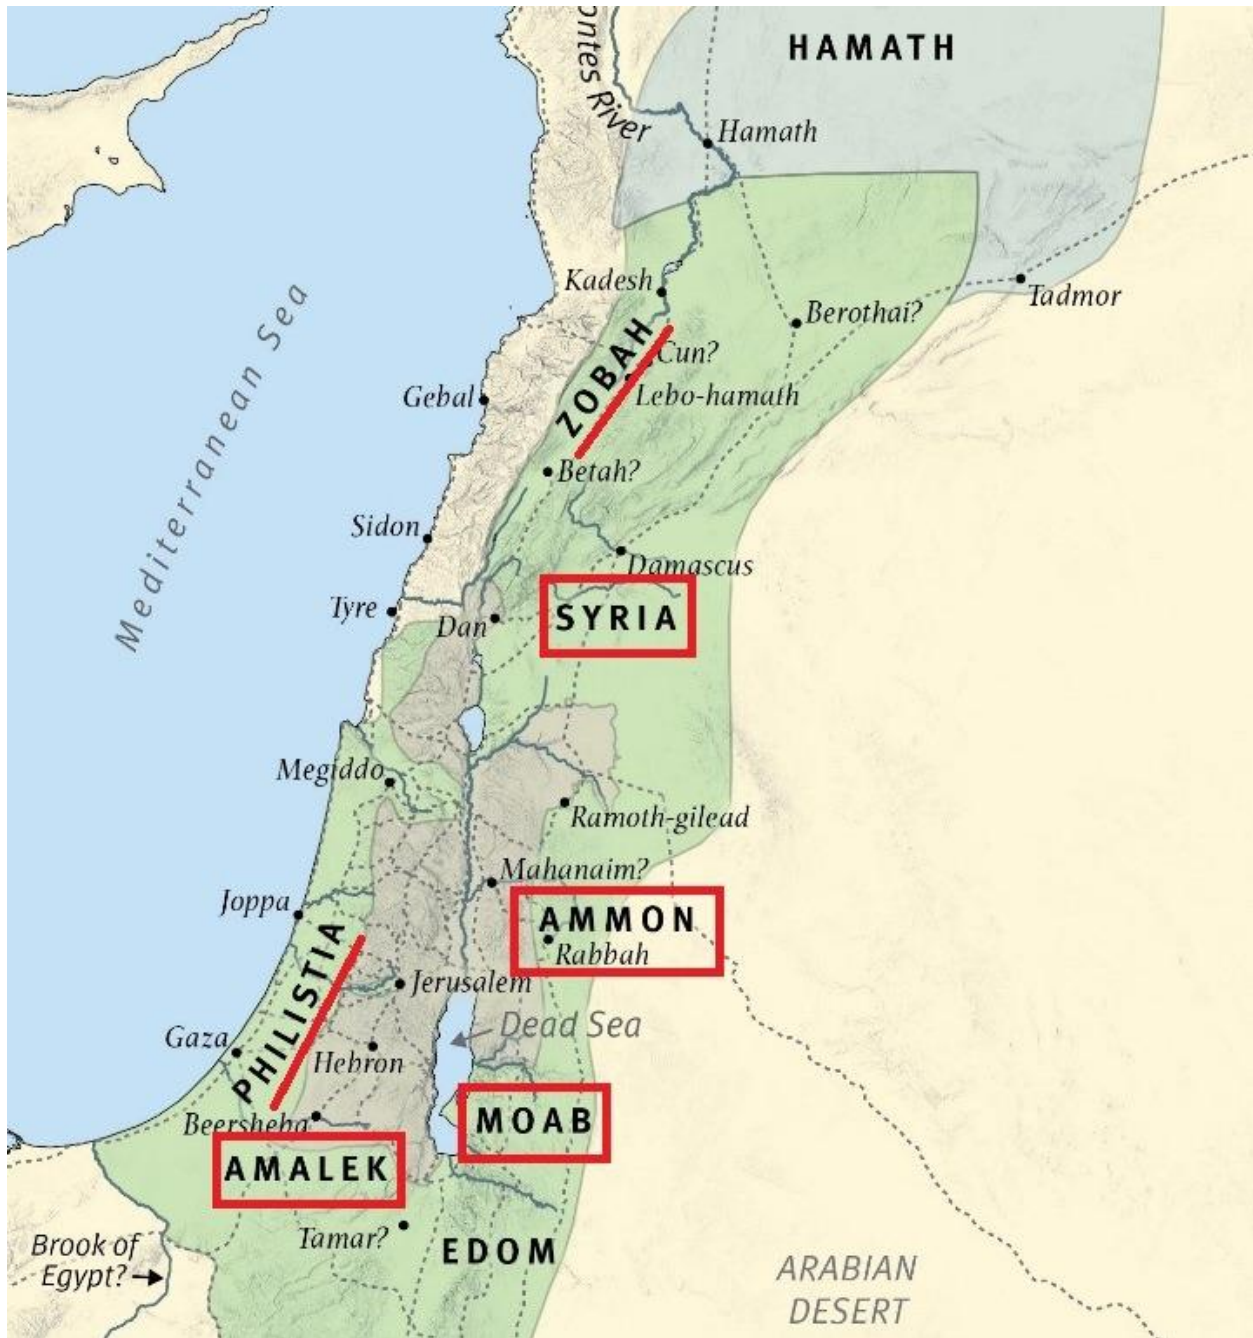 HAMATH
ontes River
Hamath
Kadesh
Tadmor
Berothai?
ZOBAH
Cun?
Lebo-hamath
Gebal
Mediterranean Sea
Betah?
Sidon
Damascus
Tyre
SYRIA
Dan
Megiddo
Ramoth-gilead
Mahanaim?
Joppa
AMMON
Rabbah
PHILISTIA
Jerusalem
Dead Sea
Gaza
Hebron
Beersheba
MOAB
AMALEK
Tamar?
EDOM
Brook of
Egypt?
ARABIAN
DESERT